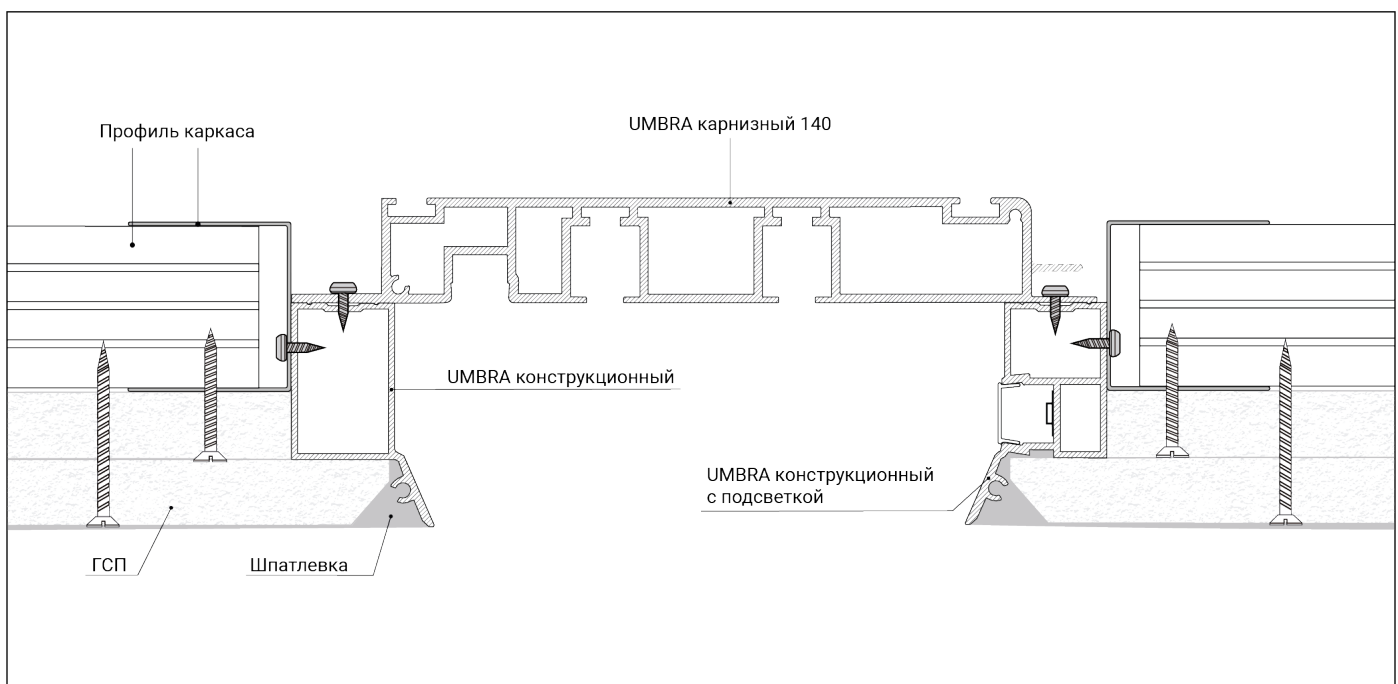 UMBRA карнизный 140
Профиль каркаса
UMBRA конструкционный
UMBRA конструкционный
с подсветкой
ГСП
Шпатлевка